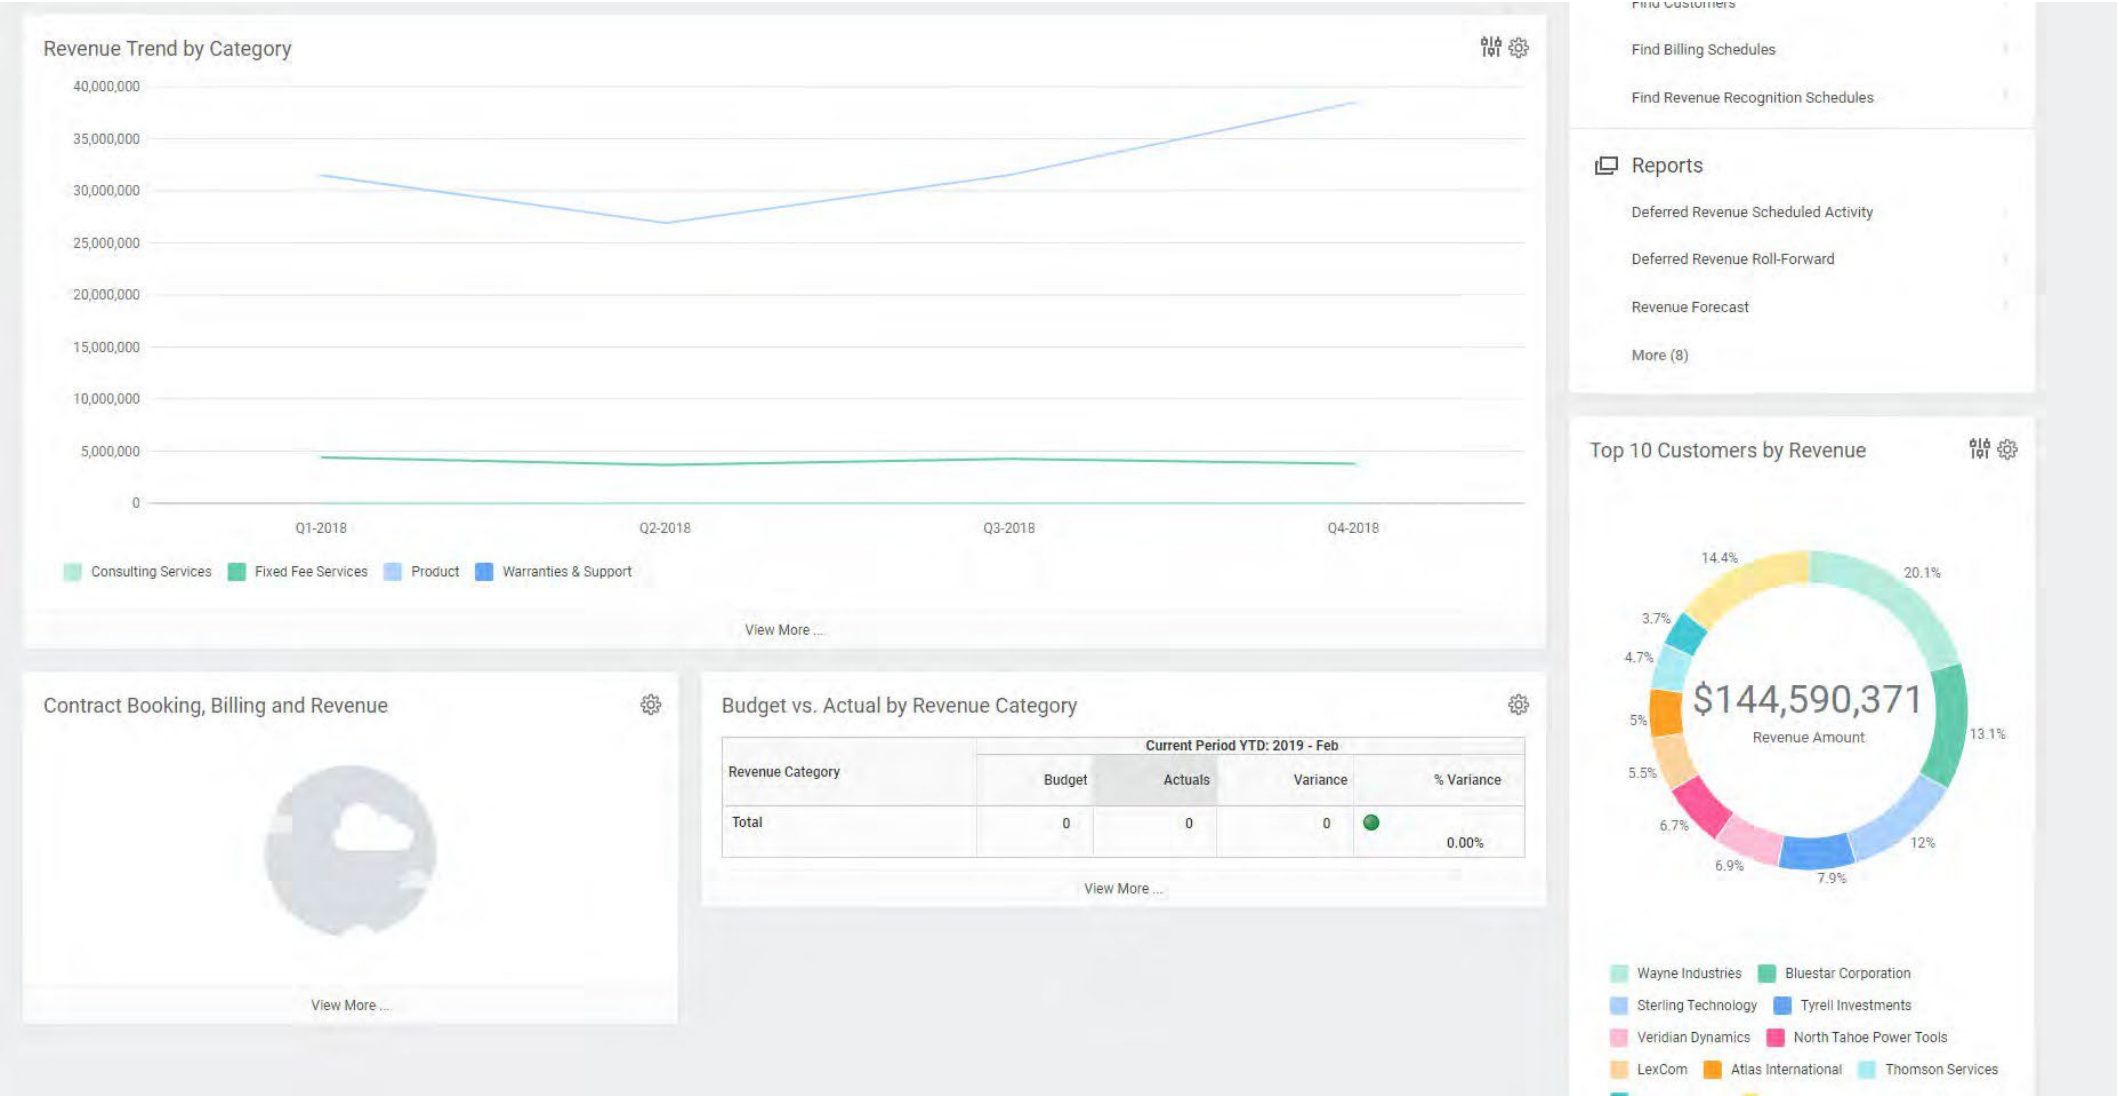 Revenue Trend by Category
40,000,000
35,000,000
30,000,000
25,000,000
20,000,000
15,000,000
10,000,000
5,000,000
0
Q1-2018 Q2-2018 Q3-2018 Q4-2018
Consulting Services Fixed Fee Services Product Warranties & Support
View More ...
Contract Booking, Billing and Revenue
View More ...
Budget vs. Actual by Revenue Category
Current Period YTD: 2019 - Feb
Revenue Category Budget Actuals Variance % Variance
Total 0 0 0
0.00%
View More ...
Find Customers
Find Billing Schedules
Find Revenue Recognition Schedules
Reports
Deferred Revenue Scheduled Activity
Deferred Revenue Roll-Forward
Revenue Forecast
More (8)
Top 10 Customers by Revenue
14.4%
20.1%
3.7%
4.7%
$144,590,371
5%
13.1%
Revenue Amount
5.5%
6.7%
12%
6.9%
7.9%
Wayne Industries Bluestar Corporation
Sterling Technology Tyrell Investments
Veridian Dynamics North Tahoe Power Tools
LexCom Atlas International Thomson Services